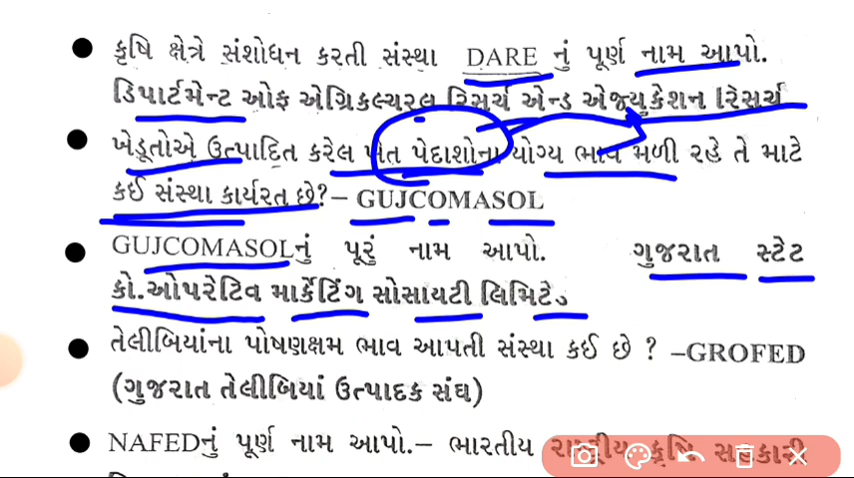 ● કૃષિ ક્ષેત્રે સંશોધન કરતી સંસ્થા DARE નું પૂર્ણ નામ આપો.
ડિપાર્ટમેન્ટ ઓફ એગ્રિકલ્ચરલ રિસર્ચ એન્ડ એજ્યુકેશન રિસર્ચ
● ખેડૂતોએ ઉત્પાદિત કરેલ ખેત પેદાશોના યોગ્ય ભાવ મળી રહે તે માટે
કઈ સંસ્થા કાર્યરત છે?– GUJCOMASOL
● GUJCOMASOLનું પૂરું નામ આપો. ગુજરાત સ્ટેટ
કો.ઓપરેટિવ માર્કેટિંગ સોસાયટી લિમિટેડ
● તેલીબિયાંના પોષણક્ષમ ભાવ આપતી સંસ્થા કઈ છે ? –GROFED
(ગુજરાત તેલીબિયાં ઉત્પાદક સંઘ)
● NAFEDનું પૂર્ણ નામ આપો.– ભારતીય રાષ્ટ્રીય કૃષિ સહકારી